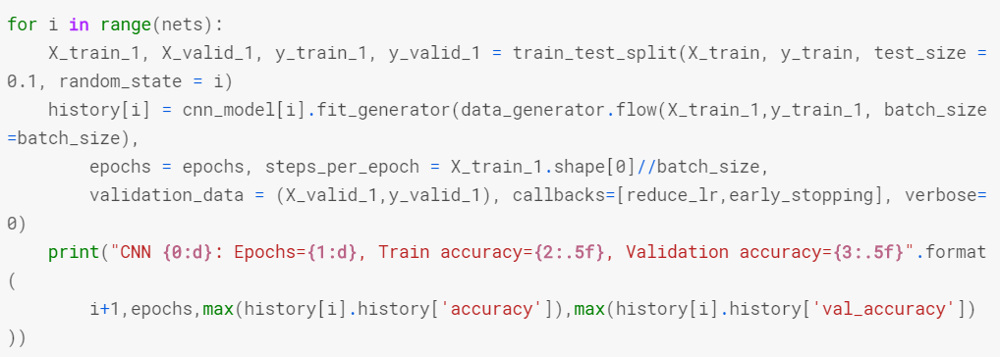 for i in range(nets):
    X_train_1, X_valid_1, y_train_1, y_valid_1 = train_test_split(X_train, y_train, test_size =
0.1, random_state = i)
    history[i] = cnn_model[i].fit_generator(data_generator.flow(X_train_1,y_train_1, batch_size
=batch_size),
        epochs = epochs, steps_per_epoch = X_train_1.shape[0]//batch_size,
        validation_data = (X_valid_1,y_valid_1), callbacks=[reduce_lr,early_stopping], verbose=
0)
    print("CNN {0:d}: Epochs={1:d}, Train accuracy={2:.5f}, Validation accuracy={3:.5f}".format
(
        i+1,epochs,max(history[i].history['accuracy']),max(history[i].history['val_accuracy'])
))